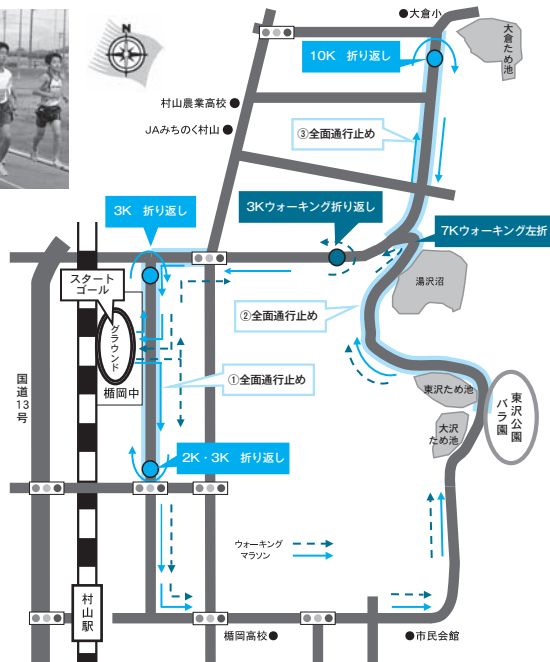 N
●大倉小
大倉ため池
10K 折り返し
村山農業高校●
JAみちのく村山●
③全面通行止め
3K 折り返し
3Kウォーキング折り返し
7Kウォーキング左折
スタート
ゴール
湯沢沼
②全面通行止め
グラウンド
国道13号
楯岡中
①全面通行止め
東沢ため池
東沢公園
バラ園
大沢
ため池
2K・3K 折り返し
ウォーキング
マラソン
村山駅
楯岡高校●
●市民会館